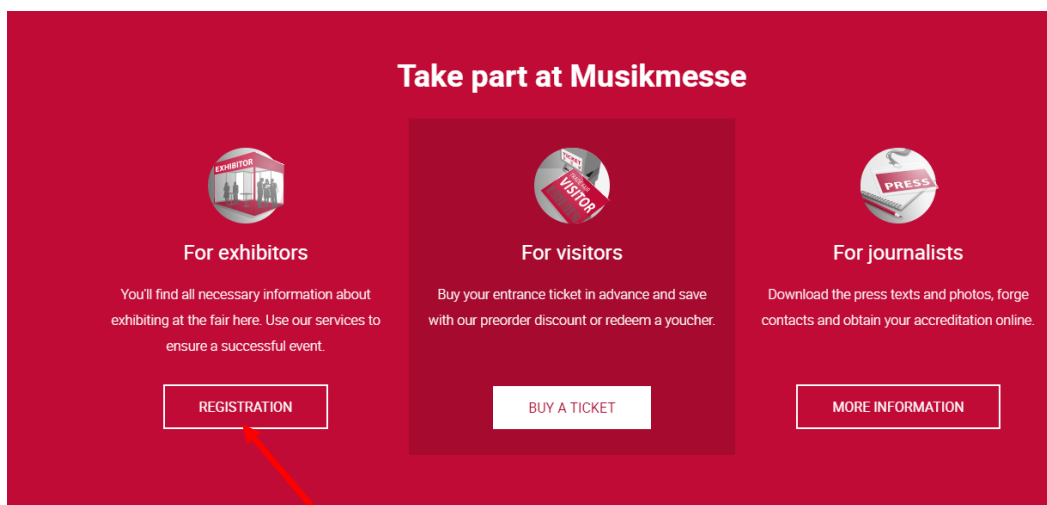 Take part at Musikmesse
EXHIBITOR
For exhibitors
You'll find all necessary information about
exhibiting at the fair here. Use our services to
ensure a successful event.
REGISTRATION
TICKET
TRADE FAIR
VISITOR
For visitors
Buy your entrance ticket in advance and save
with our preorder discount or redeem a voucher.
BUY A TICKET
PRESS
For journalists
Download the press texts and photos, forge
contacts and obtain your accreditation online.
MORE INFORMATION